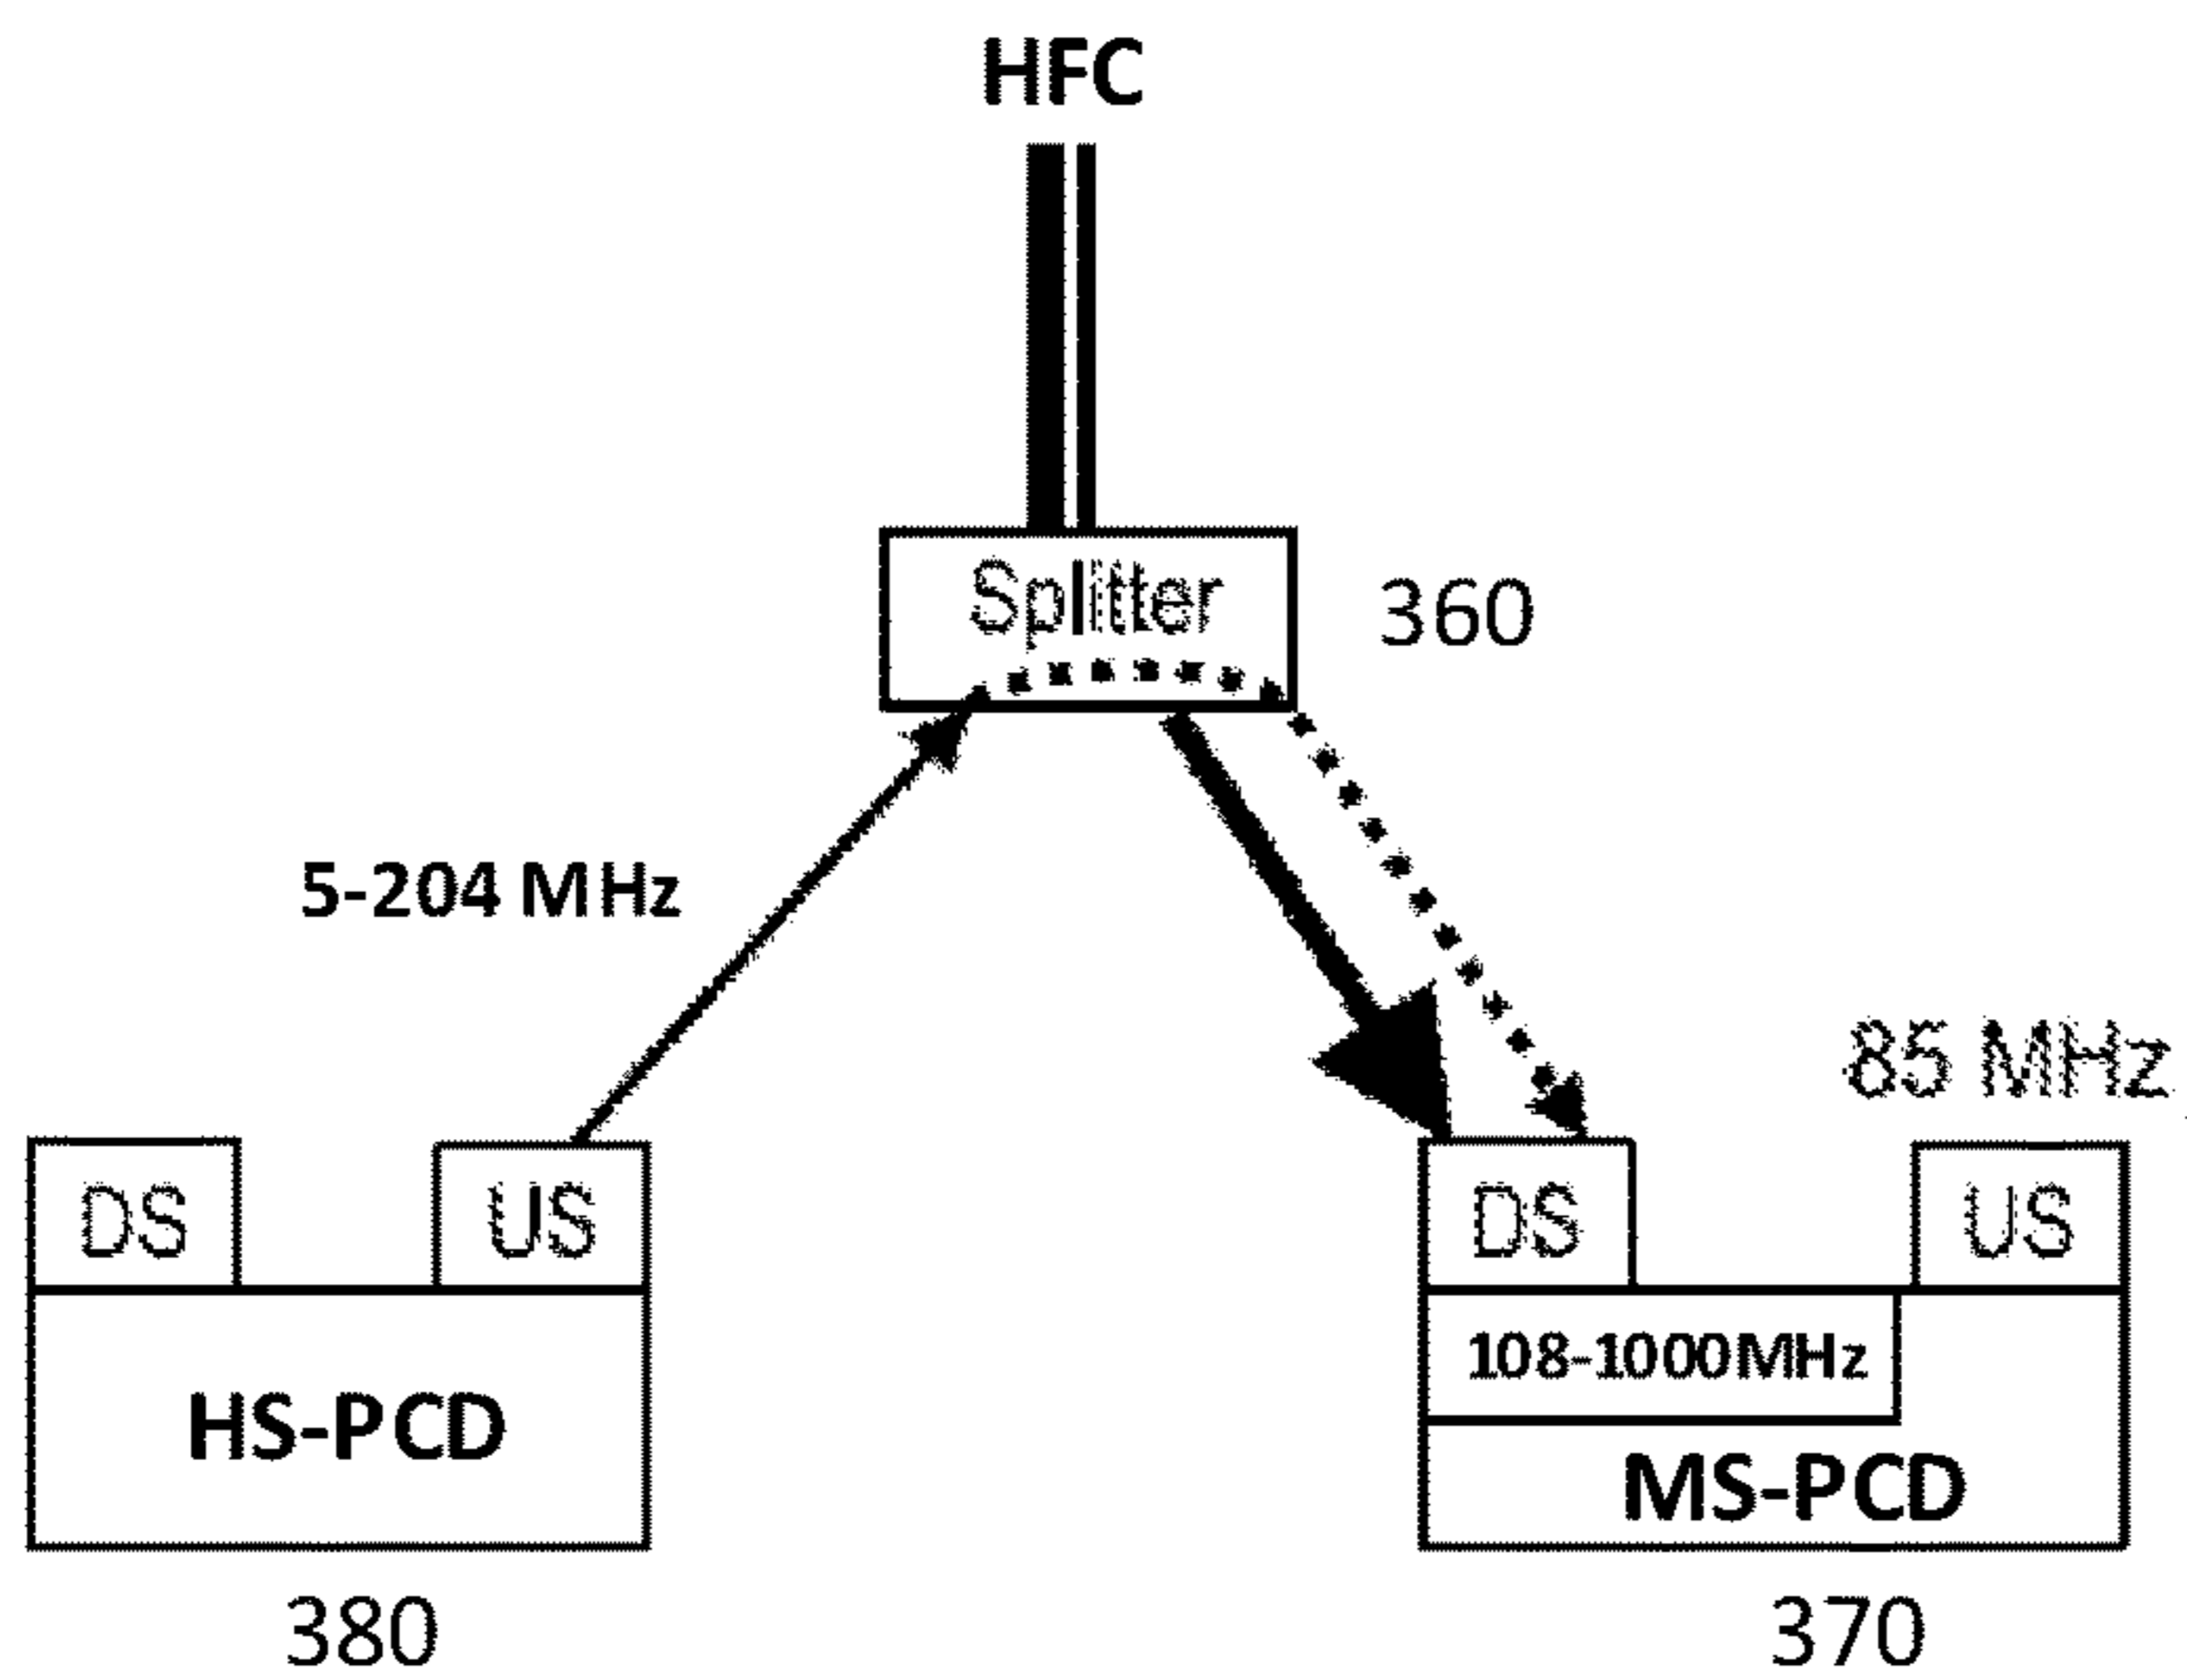 HFC
Splitter
360
5-204 MHz
85 MHz
DS
US
DS
US
108-1000MHz
HS-PCD
MS-PCD
380
370